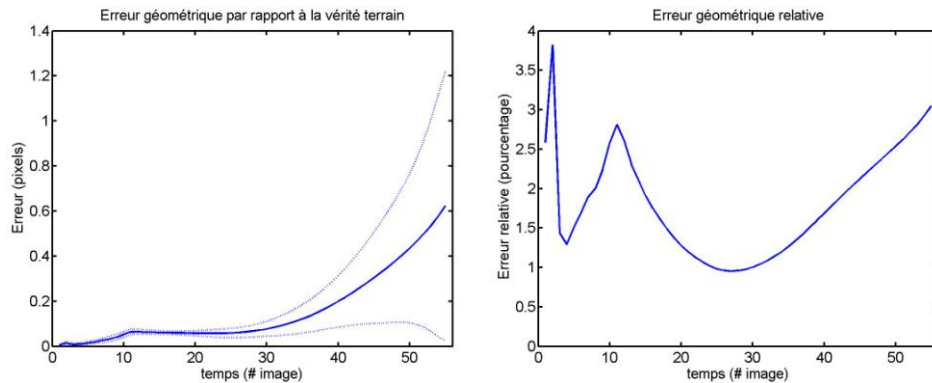 Erreur géométrique par rapport à la vérité terrain
1.4
1.2
1
0.8
0.6
0.4
0.2
0
Erreur (pixels)
0 10 20 30 40 50
temps (# image)
Erreur géométrique relative
4
3.5
3
2.5
2
1.5
1
0.5
0
Erreur relative (pourcentage)
0 10 20 30 40 50
temps (# image)